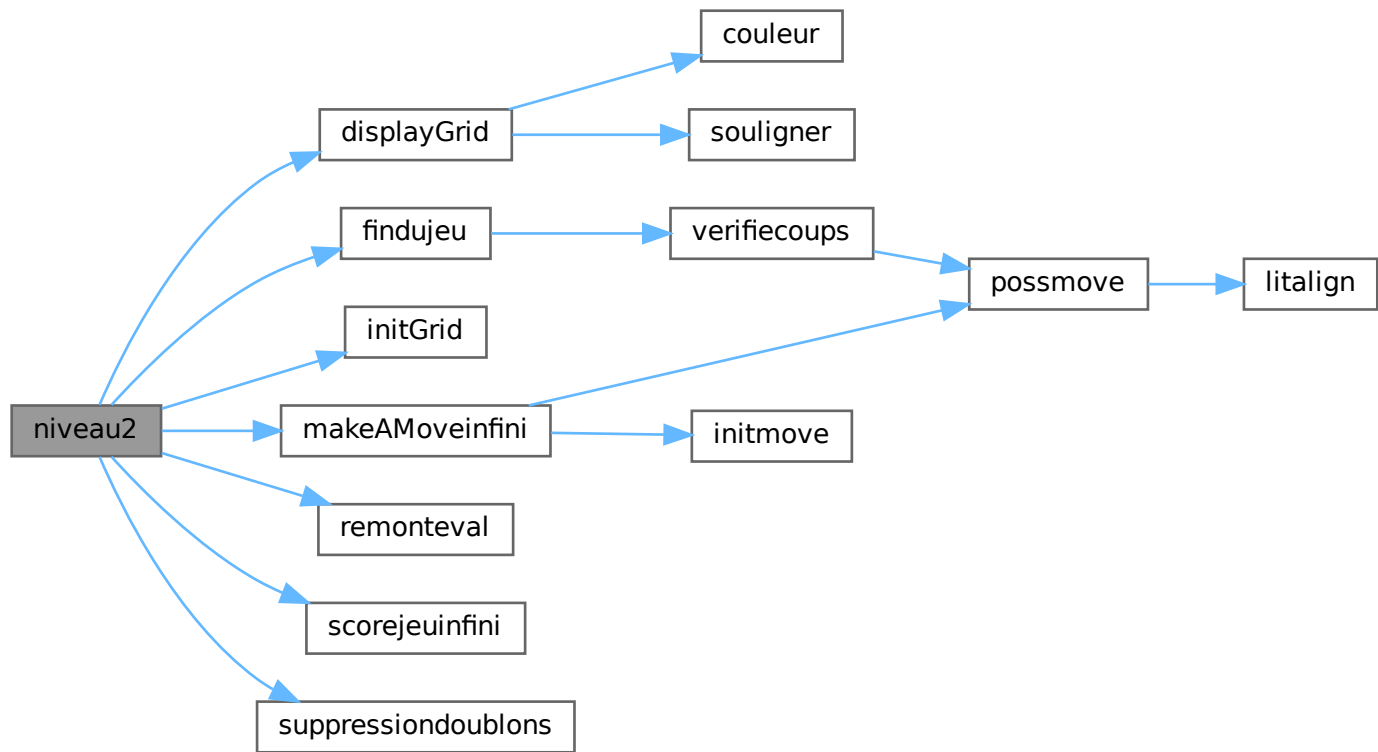 couleur
displayGrid
souligner
findujeu
verifiecoups
possmove
litalign
initGrid
niveau2
makeAMoveinfini
initmove
remonteval
scorejeuinfini
suppressiondoublons